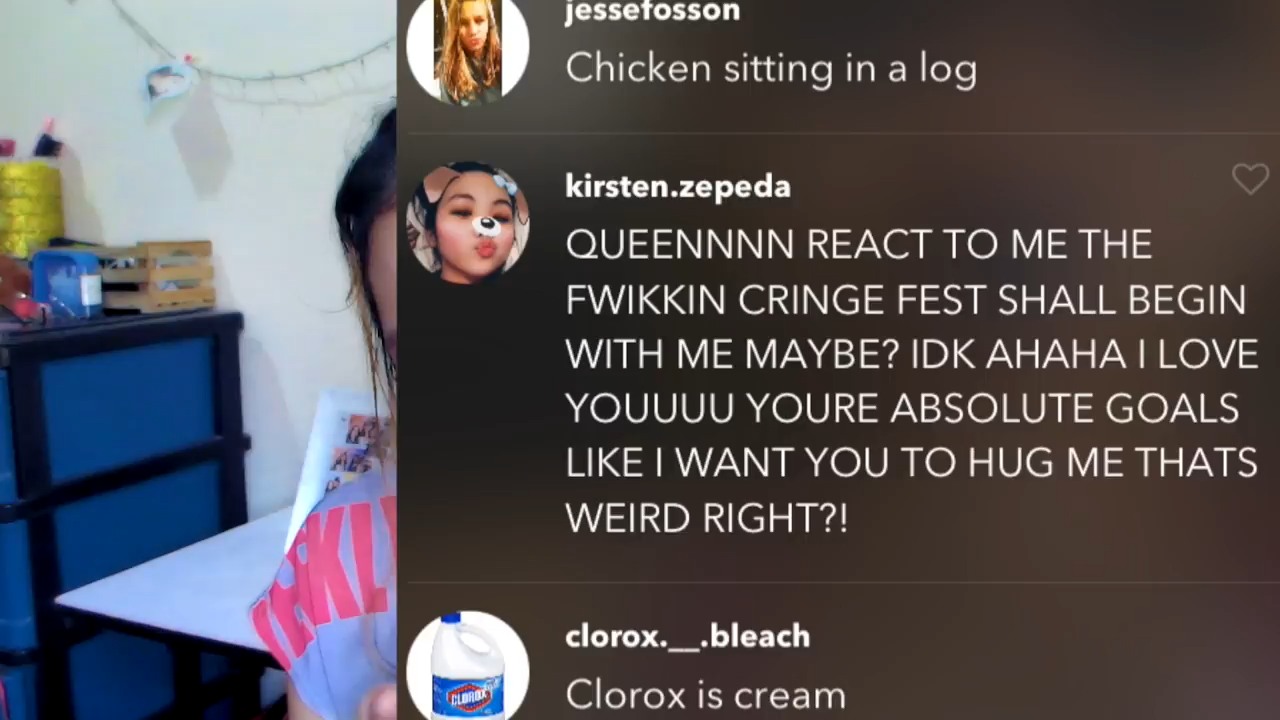 jessefosson
Chicken sitting in a log
kirsten.zepeda
QUEENNNN REACT TO ME THE
FWIKKIN CRINGE FEST SHALL BEGIN
WITH ME MAYBE? IDK AHAHA I LOVE
YOUUUU YOURE ABSOLUTE GOALS
LIKE I WANT YOU TO HUG ME THATS
WEIRD RIGHT?!
clorox.__.bleach
CLOROX
Clorox is cream